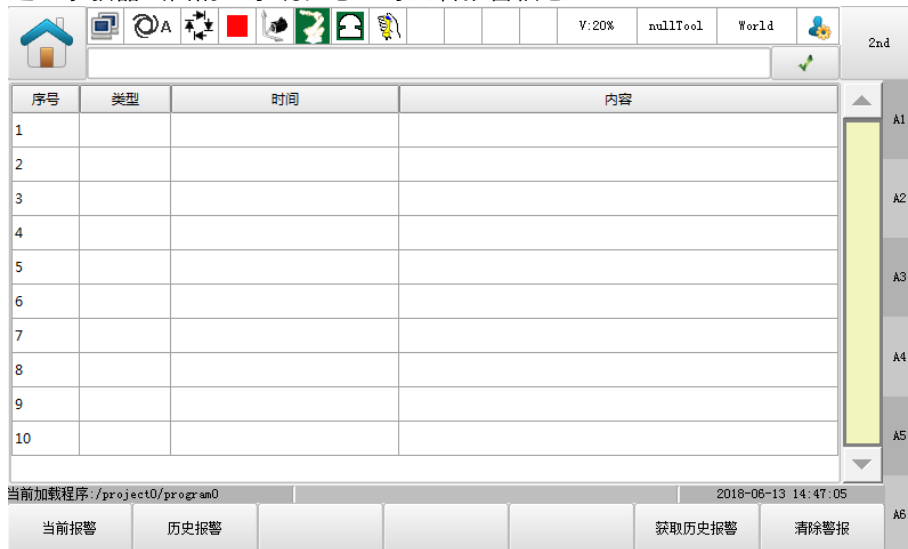 A
V:20%
nullTool
World
2nd
序号 类型 时间 内容
1
2
3
4
5
6
7
8
9
10
A1
A2
A3
A4
A5
A6
当前加载程序:/project0/program0
2018-06-13 14:47:05
当前报警 历史报警 获取历史报警 清除警报